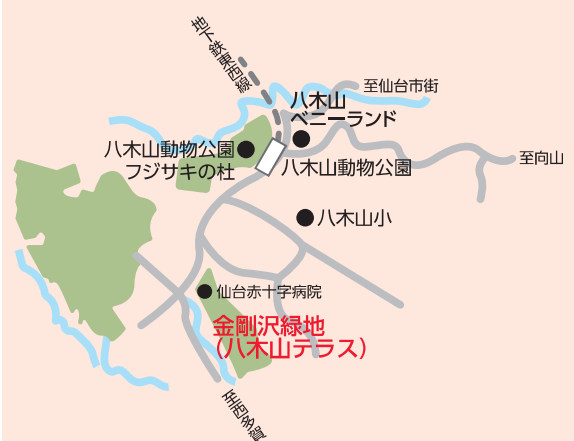 地下鉄東西線
至仙台市街
八木山
ベニーランド
八木山動物公園
フジサキの杜
八木山動物公園
至向山
八木山小
仙台赤十字病院
金剛沢緑地
（八木山テラス）
至西多賀